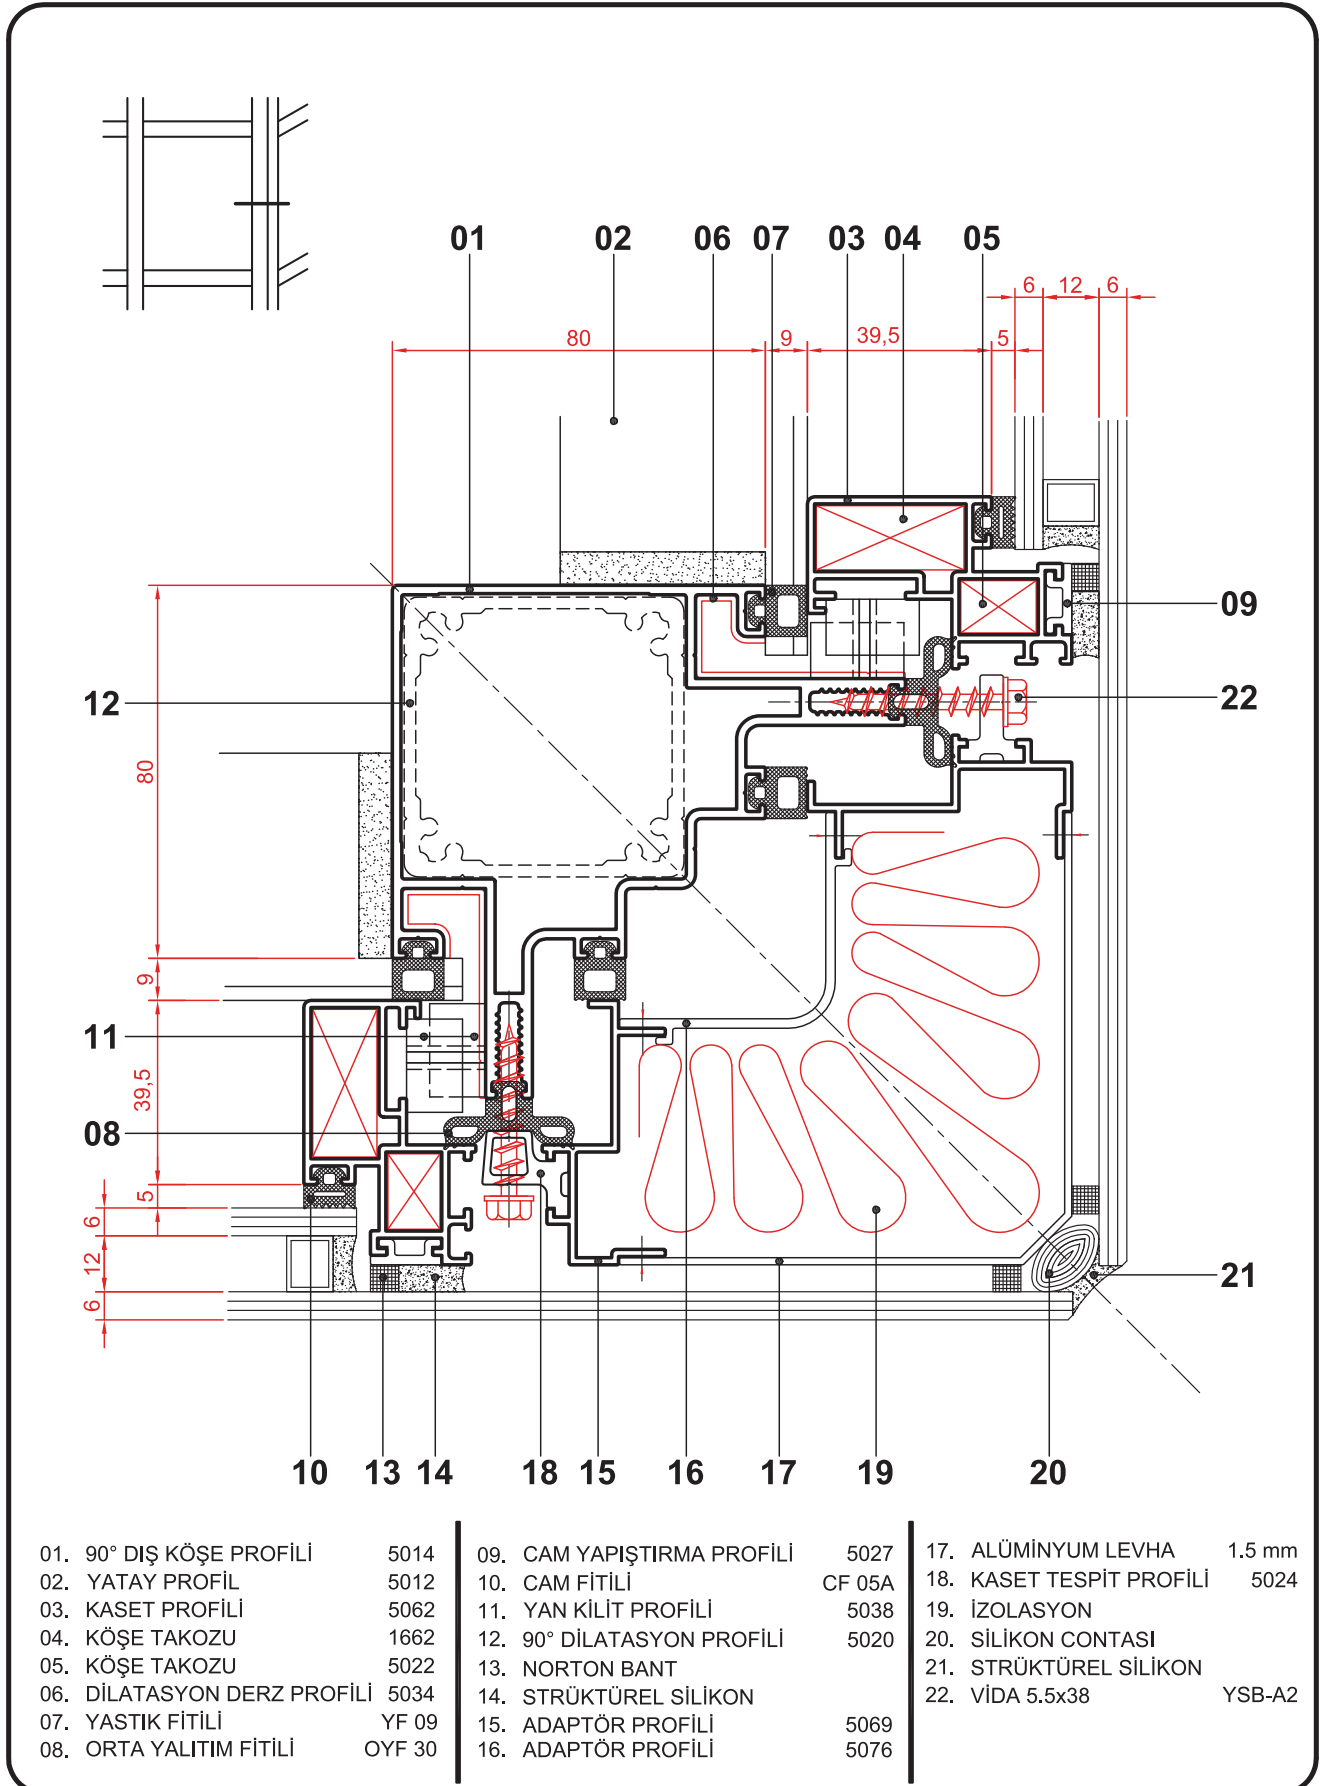 01 02 06 07 03 04 05
6 12 6
80 9 39,5 5
09
12
22
80
9
11
39,5
08
5
6
12
21
6
10 13 14 18 15 16 17 19 20
01. 90° DIŞ KÖŞE PROFİLİ 5014
02. YATAY PROFİL 5012
03. KASET PROFİLİ 5062
04. KÖŞE TAKOZU 1662
05. KÖŞE TAKOZU 5022
06. DİLATASYON DERZ PROFİLİ 5034
07. YASTIK FİTİLİ YF 09
08. ORTA YALITIM FİTİLİ OYF 30
09. CAM YAPIŞTIRMA PROFİLİ 5027
10. CAM FİTİLİ CF 05A
11. YAN KİLİT PROFİLİ 5038
12. 90° DİLATASYON PROFİLİ 5020
13. NORTON BANT
14. STRÜKTÜREL SİLİKON
15. ADAPTÖR PROFİLİ 5069
16. ADAPTÖR PROFİLİ 5076
17. ALÜMİNYUM LEVHA 1.5 mm
18. KASET TESPİT PROFİLİ 5024
19. İZOLASYON
20. SİLİKON CONTASI
21. STRÜKTÜREL SİLİKON
22. VİDA 5.5x38 YSB-A2